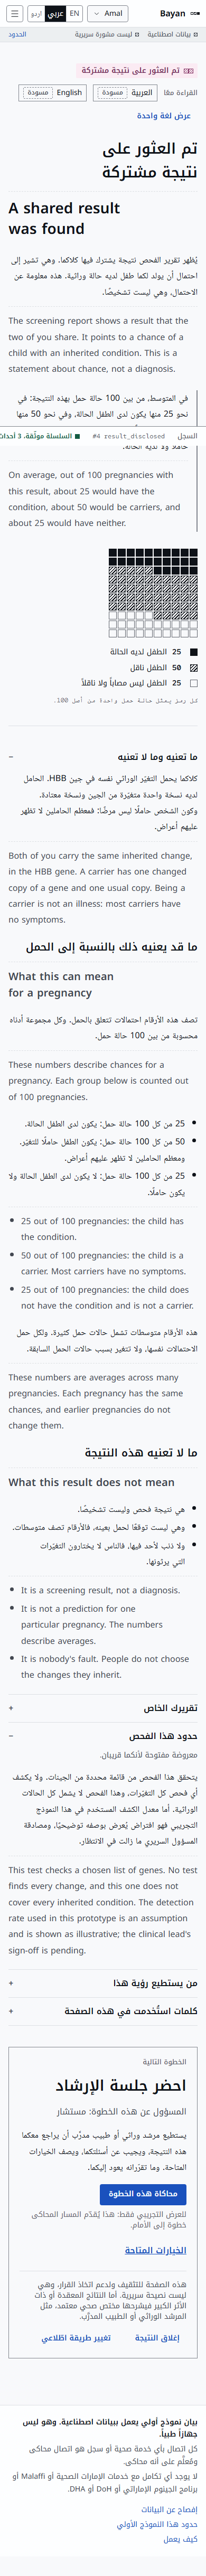 Bayan
Amal
EN
عربي
اردو
بيانات اصطناعية
ليست مشورة سريرية
الحدود
تم العثور على نتيجة مشتركة
القراءة معًا
العربية
مسودة
English
مسودة
عرض لغة واحدة
تم العثور على
نتيجة مشتركة
A shared result
was found
يُظهر تقرير الفحص نتيجة يشترك فيها كلاكما. وهي تشير إلى
احتمال أن يولد لكما طفل لديه حالة وراثية. هذه معلومة عن
الاحتمال، وهي ليست تشخيصًا.
The screening report shows a result that the
two of you share. It points to a chance of a
child with an inherited condition. This is a
statement about chance, not a diagnosis.
في المتوسط، من بين 100 حالة حمل بهذه النتيجة: في
نحو 25 منها يكون لدى الطفل الحالة، وفي نحو 50 منها
السجل
#4 result_disclosed
السلسلة موثّقة، 3 أحداث
On average, out of 100 pregnancies with
this result, about 25 would have the
condition, about 50 would be carriers, and
about 25 would have neither.
25 الطفل لديه الحالة
50 الطفل ناقل
25 الطفل ليس مصاباً ولا ناقلاً
كل رمز يمثل حالة حمل واحدة من أصل 100.
ما تعنيه وما لا تعنيه
−
كلاكما يحمل التغيّر الوراثي نفسه في جين HBB. الحامل
لديه نسخة واحدة متغيّرة من الجين ونسخة معتادة.
وكون الشخص حاملًا ليس مرضًا: فمعظم الحاملين لا تظهر
عليهم أعراض.
Both of you carry the same inherited change,
in the HBB gene. A carrier has one changed
copy of a gene and one usual copy. Being a
carrier is not an illness: most carriers have
no symptoms.
ما قد يعنيه ذلك بالنسبة إلى الحمل
What this can mean
for a pregnancy
تصف هذه الأرقام احتمالات تتعلق بالحمل. وكل مجموعة أدناه
محسوبة من بين 100 حالة حمل.
These numbers describe chances for a
pregnancy. Each group below is counted out
of 100 pregnancies.
25 من كل 100 حالة حمل: يكون لدى الطفل الحالة.
50 من كل 100 حالة حمل: يكون الطفل حاملًا للتغيّر.
ومعظم الحاملين لا تظهر عليهم أعراض.
25 من كل 100 حالة حمل: لا يكون لدى الطفل الحالة ولا
يكون حاملًا.
25 out of 100 pregnancies: the child has
the condition.
50 out of 100 pregnancies: the child is a
carrier. Most carriers have no symptoms.
25 out of 100 pregnancies: the child does
not have the condition and is not a carrier.
هذه الأرقام متوسطات تشمل حالات حمل كثيرة. ولكل حمل
الاحتمالات نفسها، ولا تتغير بسبب حالات الحمل السابقة.
These numbers are averages across many
pregnancies. Each pregnancy has the same
chances, and earlier pregnancies do not
change them.
ما لا تعنيه هذه النتيجة
What this result does not mean
هي نتيجة فحص وليست تشخيصًا.
وهي ليست توقعًا لحمل بعينه، فالأرقام تصف متوسطات.
ولا ذنب لأحد فيها، فالناس لا يختارون التغيّرات
التي يرثونها.
It is a screening result, not a diagnosis.
It is not a prediction for one
particular pregnancy. The numbers
describe averages.
It is nobody's fault. People do not choose
the changes they inherit.
تقريرك الخاص
+
حدود هذا الفحص
−
معروضة مفتوحة لأنكما قريبان.
يتحقق هذا الفحص من قائمة محددة من الجينات. ولا يكشف
أي فحص كل التغيّرات، وهذا الفحص لا يشمل كل الحالات
الوراثية. أما معدل الكشف المستخدم في هذا النموذج
التجريبي فهو افتراض يُعرض بوصفه توضيحيًا، ومصادقة
المسؤول السريري ما زالت في الانتظار.
This test checks a chosen list of genes. No test
finds every change, and this one does not
cover every inherited condition. The detection
rate used in this prototype is an assumption
and is shown as illustrative; the clinical lead's
sign-off is pending.
من يستطيع رؤية هذا
+
كلمات استُخدمت في هذه الصفحة
+
الخطوة التالية
احضر جلسة الإرشاد
المسؤول عن هذه الخطوة: مستشار
يستطيع مرشد وراثي أو طبيب مدرَّب أن يراجع معكما
هذه النتيجة، ويجيب عن أسئلتكما، ويصف الخيارات
المتاحة. وما تقرّرانه يعود إليكما.
محاكاة هذه الخطوة
للعرض التجريبي فقط: هذا يُقدّم المسار المحاكى
خطوة إلى الأمام.
الخيارات المتاحة
هذه الصفحة للتثقيف ولدعم اتخاذ القرار، وهي
ليست نصيحة سريرية. أما النتائج المعقدة أو ذات
الأثر الكبير فيشرحها مختص صحي معتمد، مثل
المرشد الوراثي أو الطبيب المدرَّب.
إغلاق النتيجة
تغيير طريقة اطّلاعي
بيان نموذج أولي يعمل ببيانات اصطناعية، وهو ليس
جهازاً طبياً.
كل اتصال بأي خدمة صحية أو سجل هو اتصال محاكى
ومُعلَّم على أنه محاكى.
لا يوجد أي تكامل مع خدمات الإمارات الصحية أو Malaffi أو
برنامج الجينوم الإماراتي أو DoH أو DHA.
إفصاح عن البيانات
حدود هذا النموذج الأولي
كيف يعمل